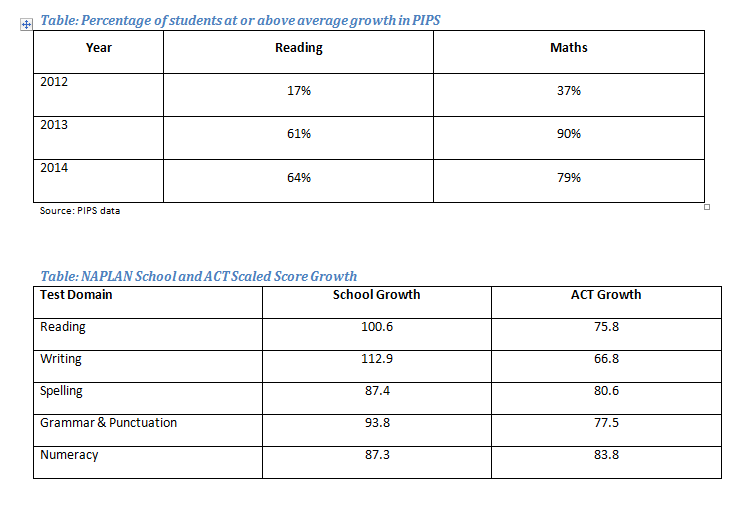 Table: Percentage of students at or above average growth in PIPS
Year Reading Maths
2012 17% 37%
2013 61% 90%
2014 64% 79%
Source: PIPS data
Table: NAPLAN School and ACT Scaled Score Growth
Test Domain School Growth ACT Growth
Reading 100.6 75.8
Writing 112.9 66.8
Spelling 87.4 80.6
Grammar & Punctuation 93.8 77.5
Numeracy 87.3 83.8